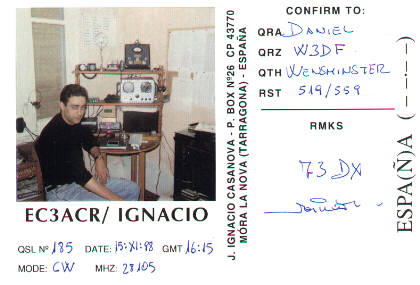 EC3ACR/ IGNACIO
QSL Nº 185 DATE: 15·XI·98 GMT 16:15
MODE: CW MHZ: 28105
J. IGNACIO CASANOVA - P. BOX Nº26 CP 43770
MÓRA LA NOVA (TARRAGONA) - ESPAÑA
CONFIRM TO:
QRA DANIEL
QRZ W3DF
QTH WENSMINSTER
RST 519/559
RMKS
73 DX
ESPA(N)A (--·--)